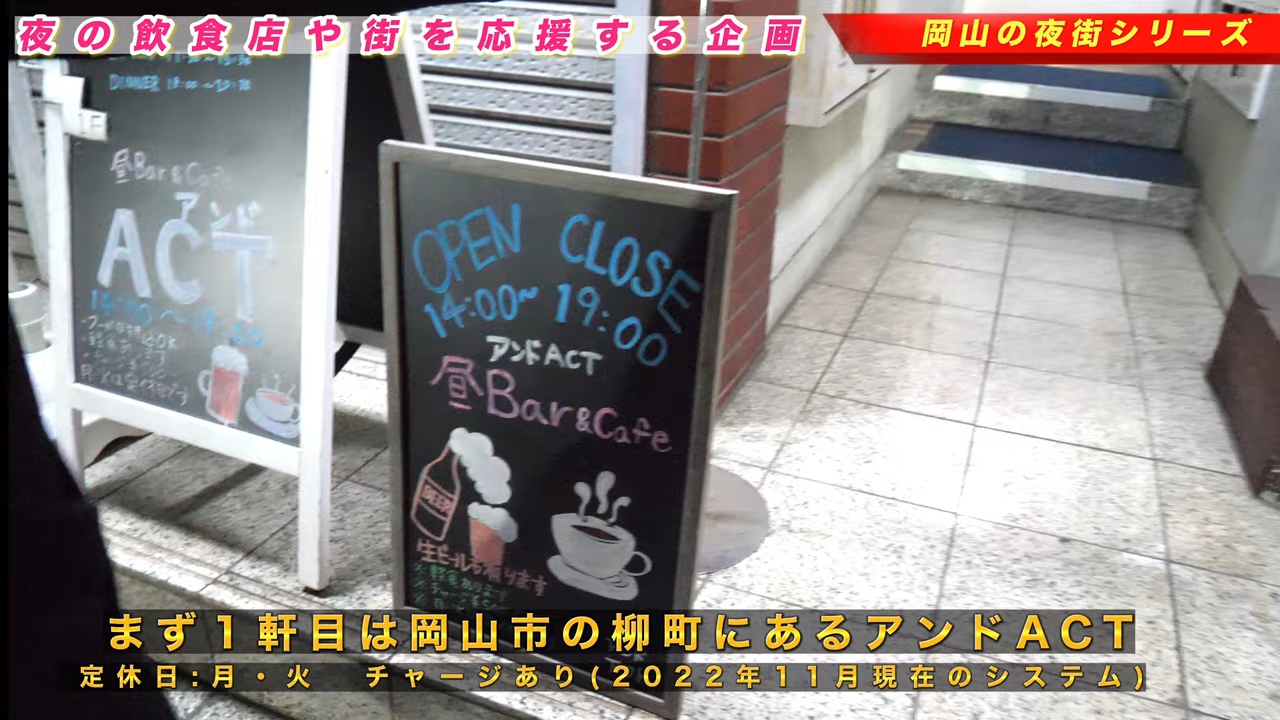 夜の飲食店や街を応援する企画
岡山の夜街シリーズ
DINNER
1F
昼Bar&Cafe
アンド
ACT
OPEN CLOSE
14:00~ 19:00
アンドACT
昼Bar&Cafe
BEER
生ビールもあります
まず1軒目は岡山市の柳町にあるアンドACT
定休日:月・火 チャージあり(2022年11月現在のシステム)